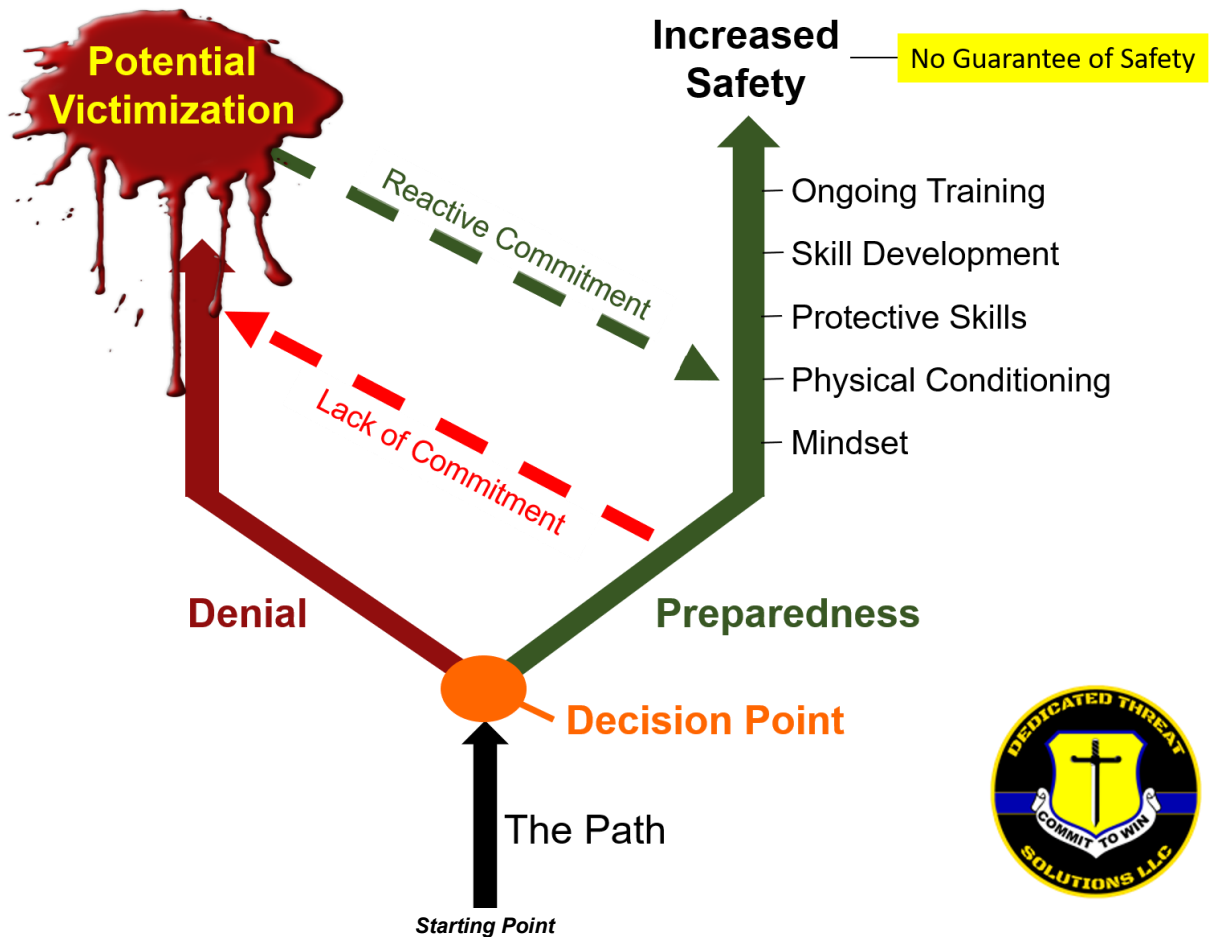 Potential
Victimization
Increased
Safety
No Guarantee of Safety
Reactive Commitment
Lack of Commitment
Ongoing Training
Skill Development
Protective Skills
Physical Conditioning
Mindset
Denial
Preparedness
Decision Point
The Path
Starting Point
DEDICATED THREAT
COMMIT TO WIN
SOLUTIONS LLC